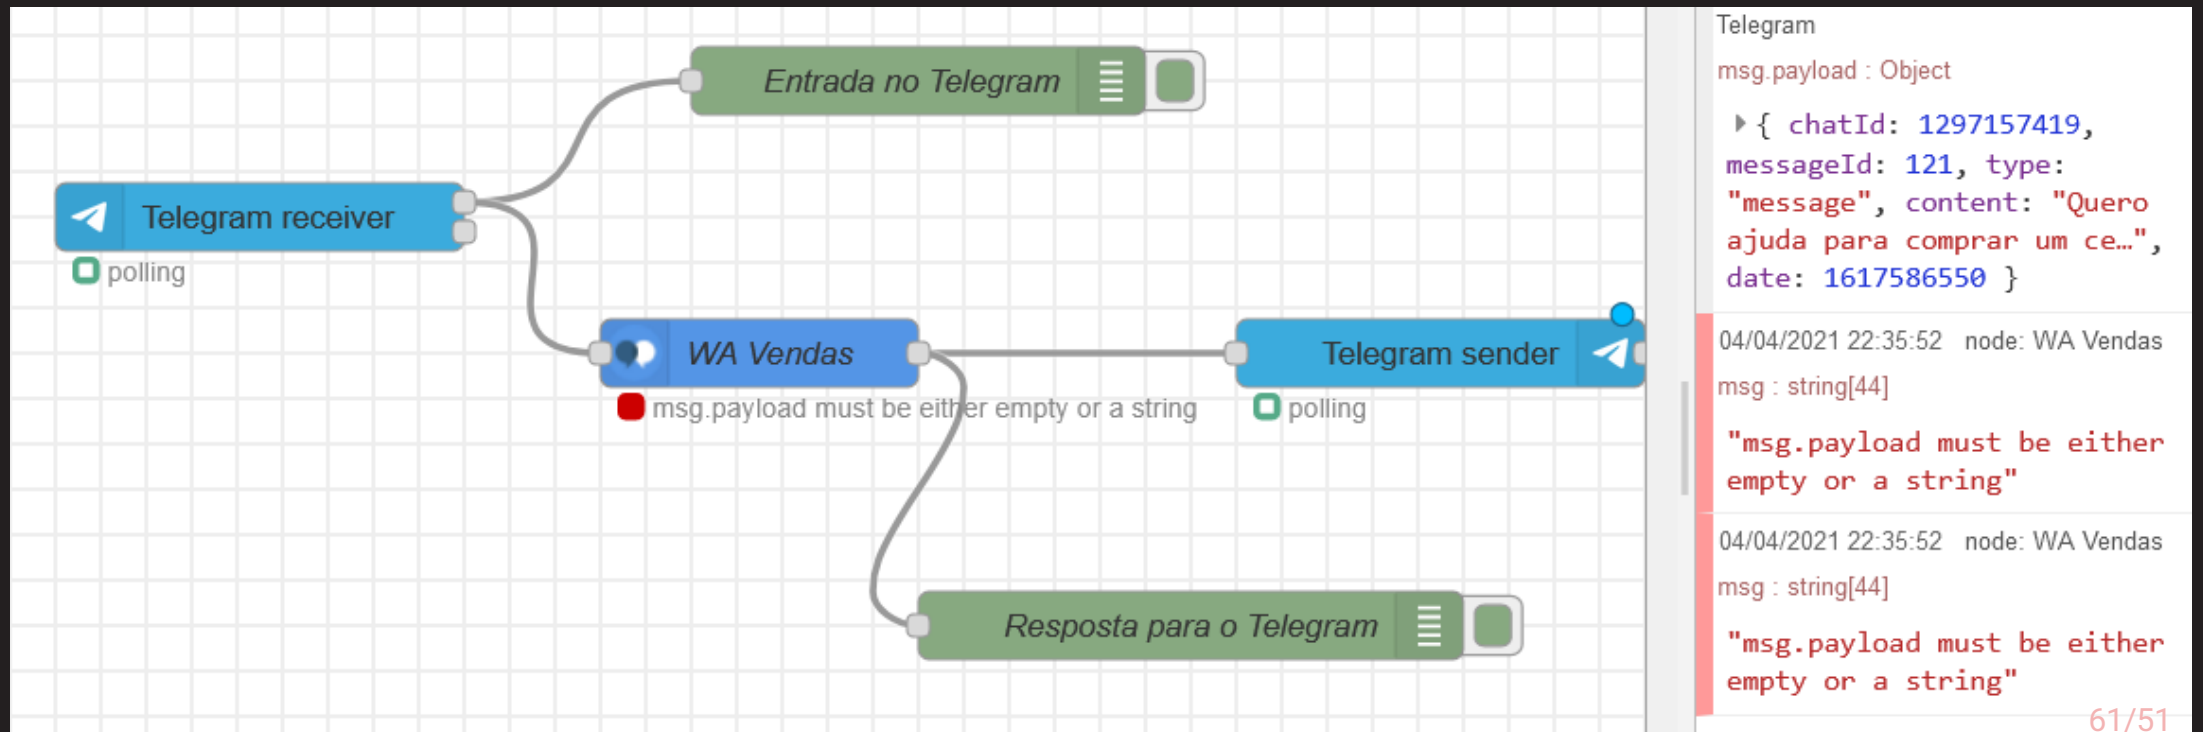 Entrada no Telegram
Telegram receiver
polling
WA Vendas
msg.payload must be either empty or a string
Telegram sender
polling
Resposta para o Telegram
Telegram
msg.payload : Object
{ chatId: 1297157419,
messageId: 121, type:
"message", content: "Quero
ajuda para comprar um ce…",
date: 1617586550 }
04/04/2021 22:35:52 node: WA Vendas
msg : string[44]
"msg.payload must be either
empty or a string"
04/04/2021 22:35:52 node: WA Vendas
msg : string[44]
"msg.payload must be either
empty or a string"
61/51